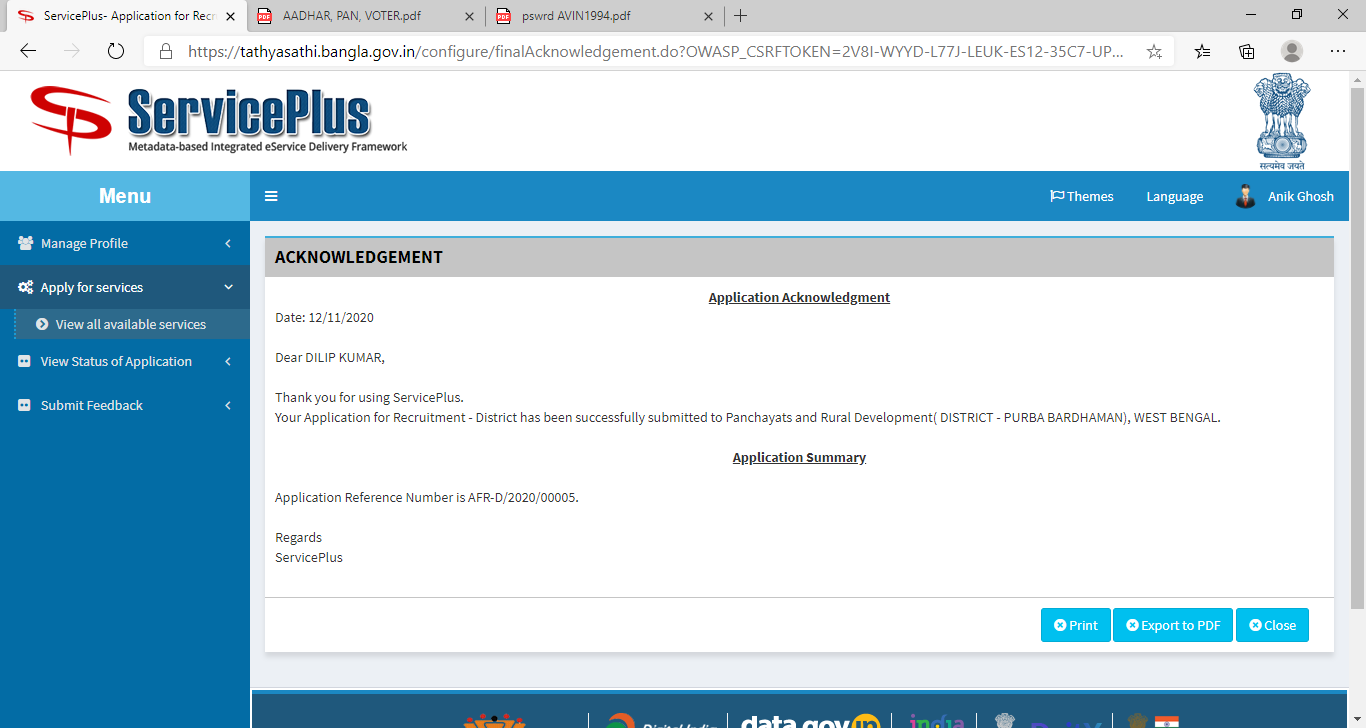 ServicePlus- Application for Recr
AADHAR, PAN, VOTER.pdf
pswrd AVIN1994.pdf
https://tathyasathi.bangla.gov.in/configure/finalAcknowledgement.do?OWASP_CSRFTOKEN=2V8I-WYYD-L77J-LEUK-ES12-35C7-UP...
ServicePlus
Metadata-based Integrated eService Delivery Framework
सत्यमेव जयते
Menu
Themes
Language
Anik Ghosh
Manage Profile
Apply for services
View all available services
View Status of Application
Submit Feedback
ACKNOWLEDGEMENT
Application Acknowledgment
Date: 12/11/2020
Dear DILIP KUMAR,
Thank you for using ServicePlus.
Your Application for Recruitment - District has been successfully submitted to Panchayats and Rural Development( DISTRICT - PURBA BARDHAMAN), WEST BENGAL.
Application Summary
Application Reference Number is AFR-D/2020/00005.
Regards
ServicePlus
Print
Export to PDF
Close
Digital India
data.gov
india